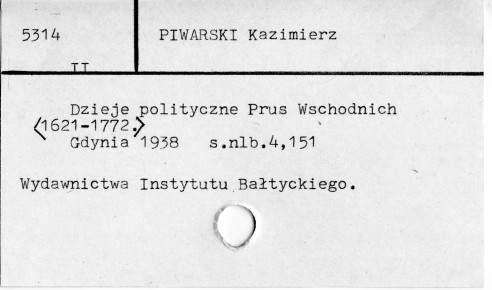 5314 PIWARSKI Kazimierz
II
Dzieje polityczne Prus Wschodnich
<1621-1772.>
Gdynia 1938 s.nlb.4,151
Wydawnictwa Instytutu Bałtyckiego.